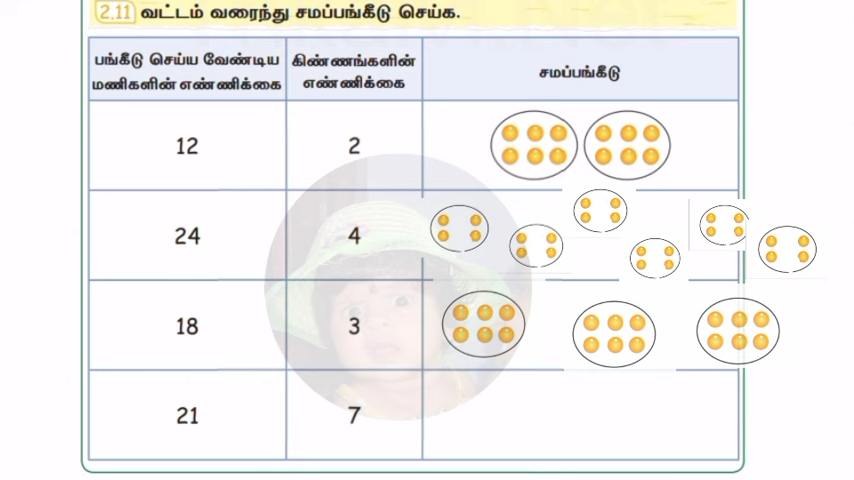 2.11 வட்டம் வரைந்து சமப்பங்கீடு செய்க.
பங்கீடு செய்ய வேண்டிய மணிகளின் எண்ணிக்கை
கிண்ணங்களின் எண்ணிக்கை
சமப்பங்கீடு
12 2
24 4
18 3
21 7